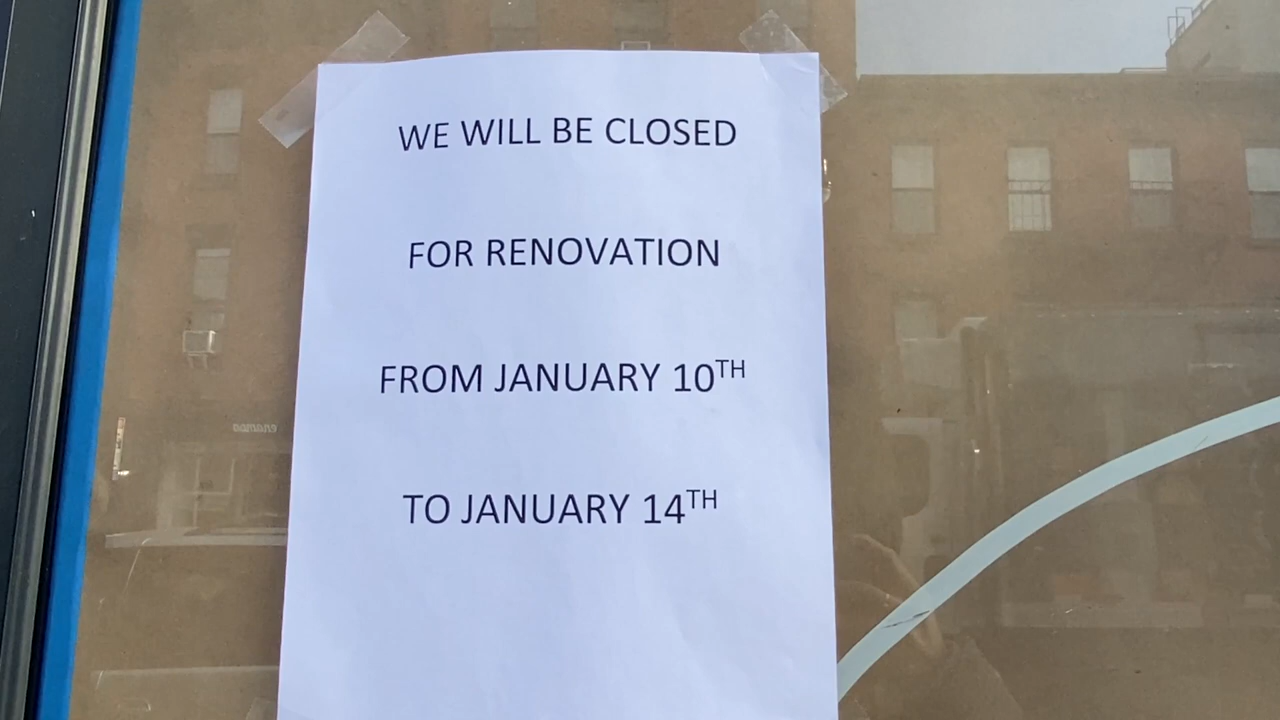 WE WILL BE CLOSED
FOR RENOVATION
FROM JANUARY 10TH
TO JANUARY 14TH